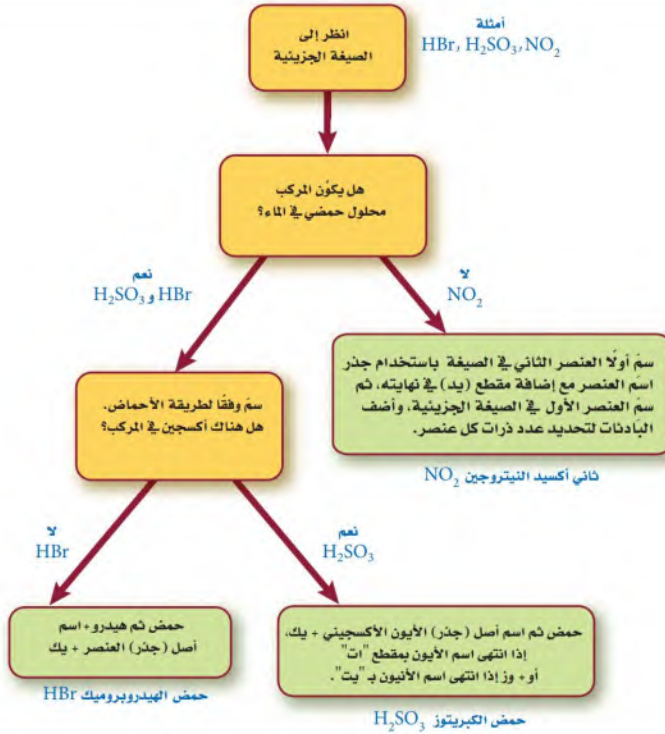 انظر إلى
الصيغة الجزيئية
أمثلة
HBr، H₂SO₃، NO₂
هل يكوّن المركب
محلول حمضي في الماء؟
نعم
HBr و H₂SO₃
لا
NO₂
سمِّ وفقًا لطريقة الأحماض.
هل هناك أكسجين في المركب؟
سمِّ أولًا العنصر الثاني في الصيغة باستخدام جذر
اسم العنصر مع إضافة مقطع (يد) في نهايته، ثم
سمِّ العنصر الأول في الصيغة الجزيئية، وأضف
البادئات لتحديد عدد ذرات كل عنصر.
ثاني أكسيد النيتروجين NO₂
لا
HBr
نعم
H₂SO₃
حمض ثم هيدرو+ اسم
أصل (جذر) العنصر + يك
حمض الهيدروبروميك HBr
حمض ثم اسم أصل (جذر) الأيون الأكسجيني + يك،
إذا انتهى اسم الأيون بمقطع "ات"
أو+ وز إذا انتهى اسم الأنيون بـ "يت".
حمض الكبريتوز H₂SO₃